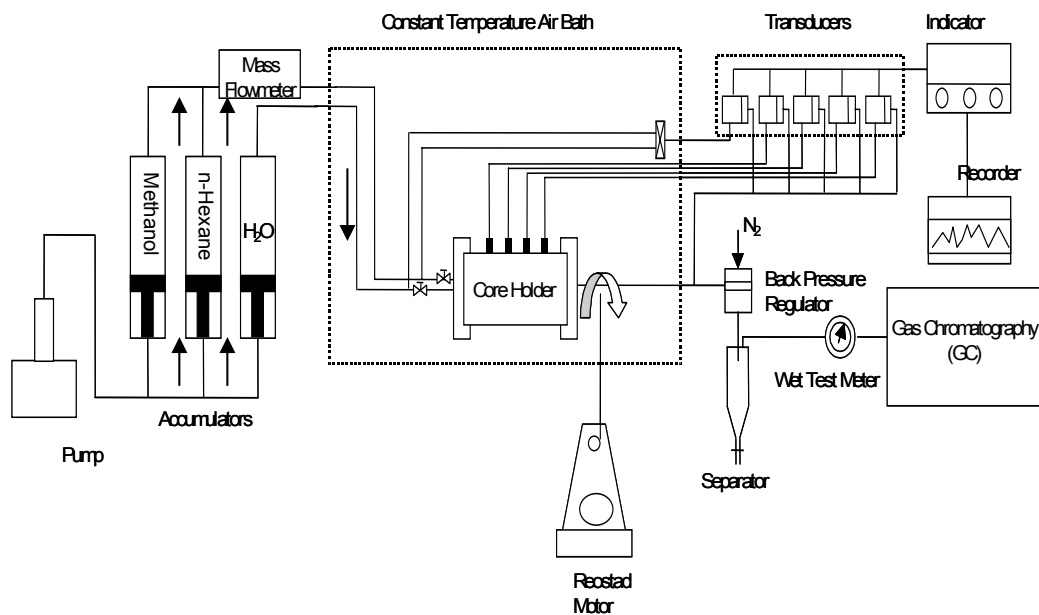 Constant Temperature Air Bath
Transducers
Indicator
Mass
Flowmeter
Methanol
n-Hexane
H₂O
Recorder
N₂
Core Holder
Back Pressure
Regulator
Gas Chromatography
(GC)
Wet Test Meter
Accumulators
Pump
Separator
Reostad
Motor